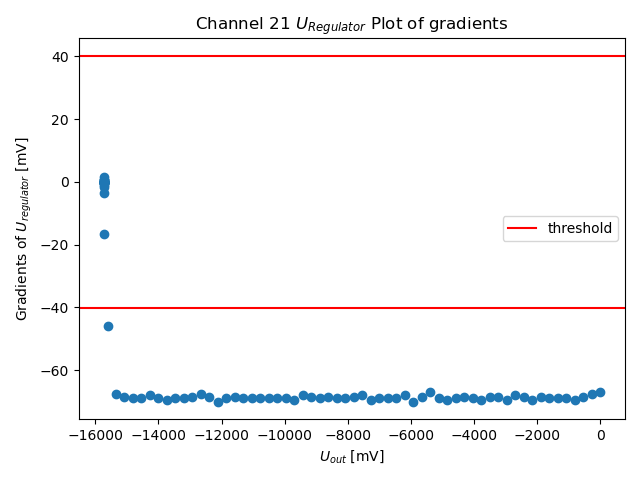 Channel 21 U_Regulator Plot of gradients
Gradients of U_regulator [mV]
40
20
0
−20
−40
−60
threshold
−16000 −14000 −12000 −10000 −8000 −6000 −4000 −2000 0
U_out [mV]